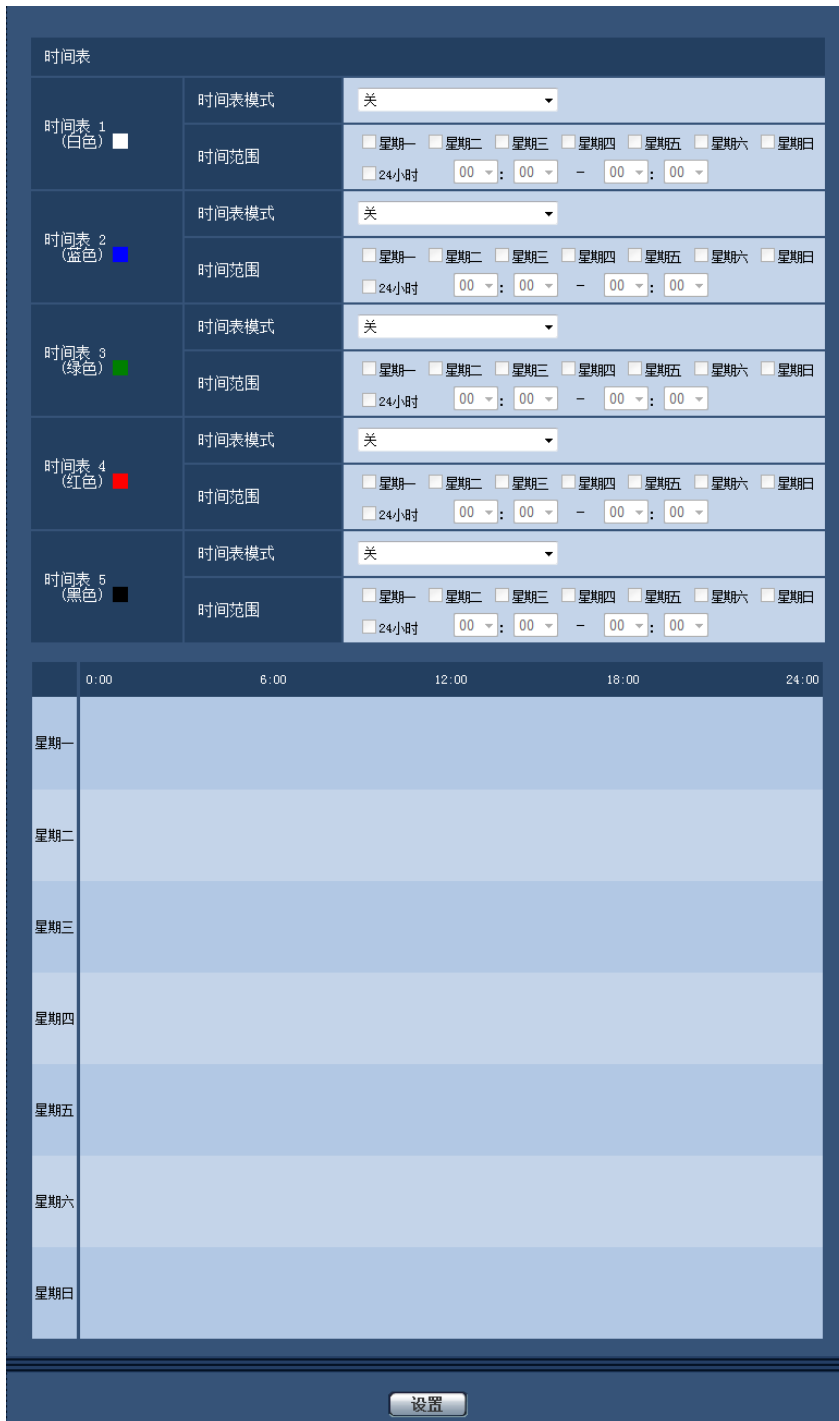 时间表
时间表 1
(白色)
时间表模式
关
时间范围
星期一 星期二 星期三 星期四 星期五 星期六 星期日
24小时 00 : 00 - 00 : 00
时间表 2
(蓝色)
时间表模式
关
时间范围
星期一 星期二 星期三 星期四 星期五 星期六 星期日
24小时 00 : 00 - 00 : 00
时间表 3
(绿色)
时间表模式
关
时间范围
星期一 星期二 星期三 星期四 星期五 星期六 星期日
24小时 00 : 00 - 00 : 00
时间表 4
(红色)
时间表模式
关
时间范围
星期一 星期二 星期三 星期四 星期五 星期六 星期日
24小时 00 : 00 - 00 : 00
时间表 5
(黑色)
时间表模式
关
时间范围
星期一 星期二 星期三 星期四 星期五 星期六 星期日
24小时 00 : 00 - 00 : 00
0:00 6:00 12:00 18:00 24:00
星期一
星期二
星期三
星期四
星期五
星期六
星期日
设置